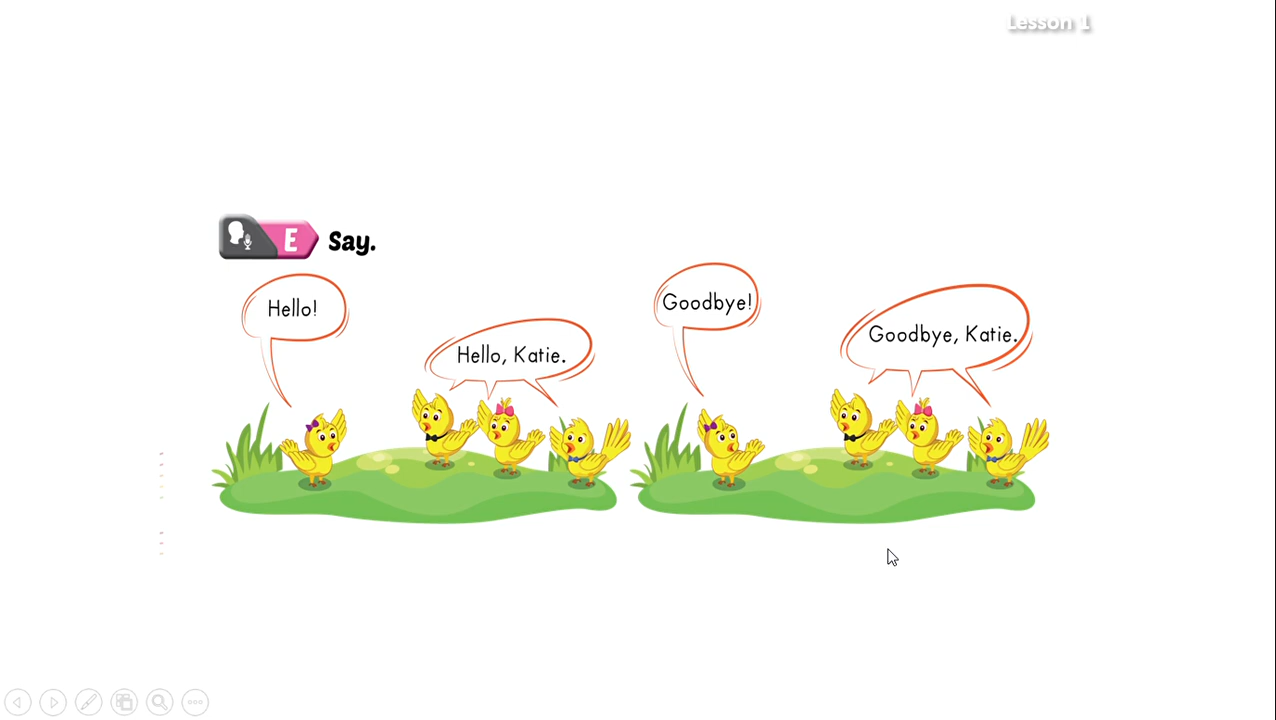 Lesson 1
E Say.
Hello!
Hello, Katie.
Goodbye!
Goodbye, Katie.